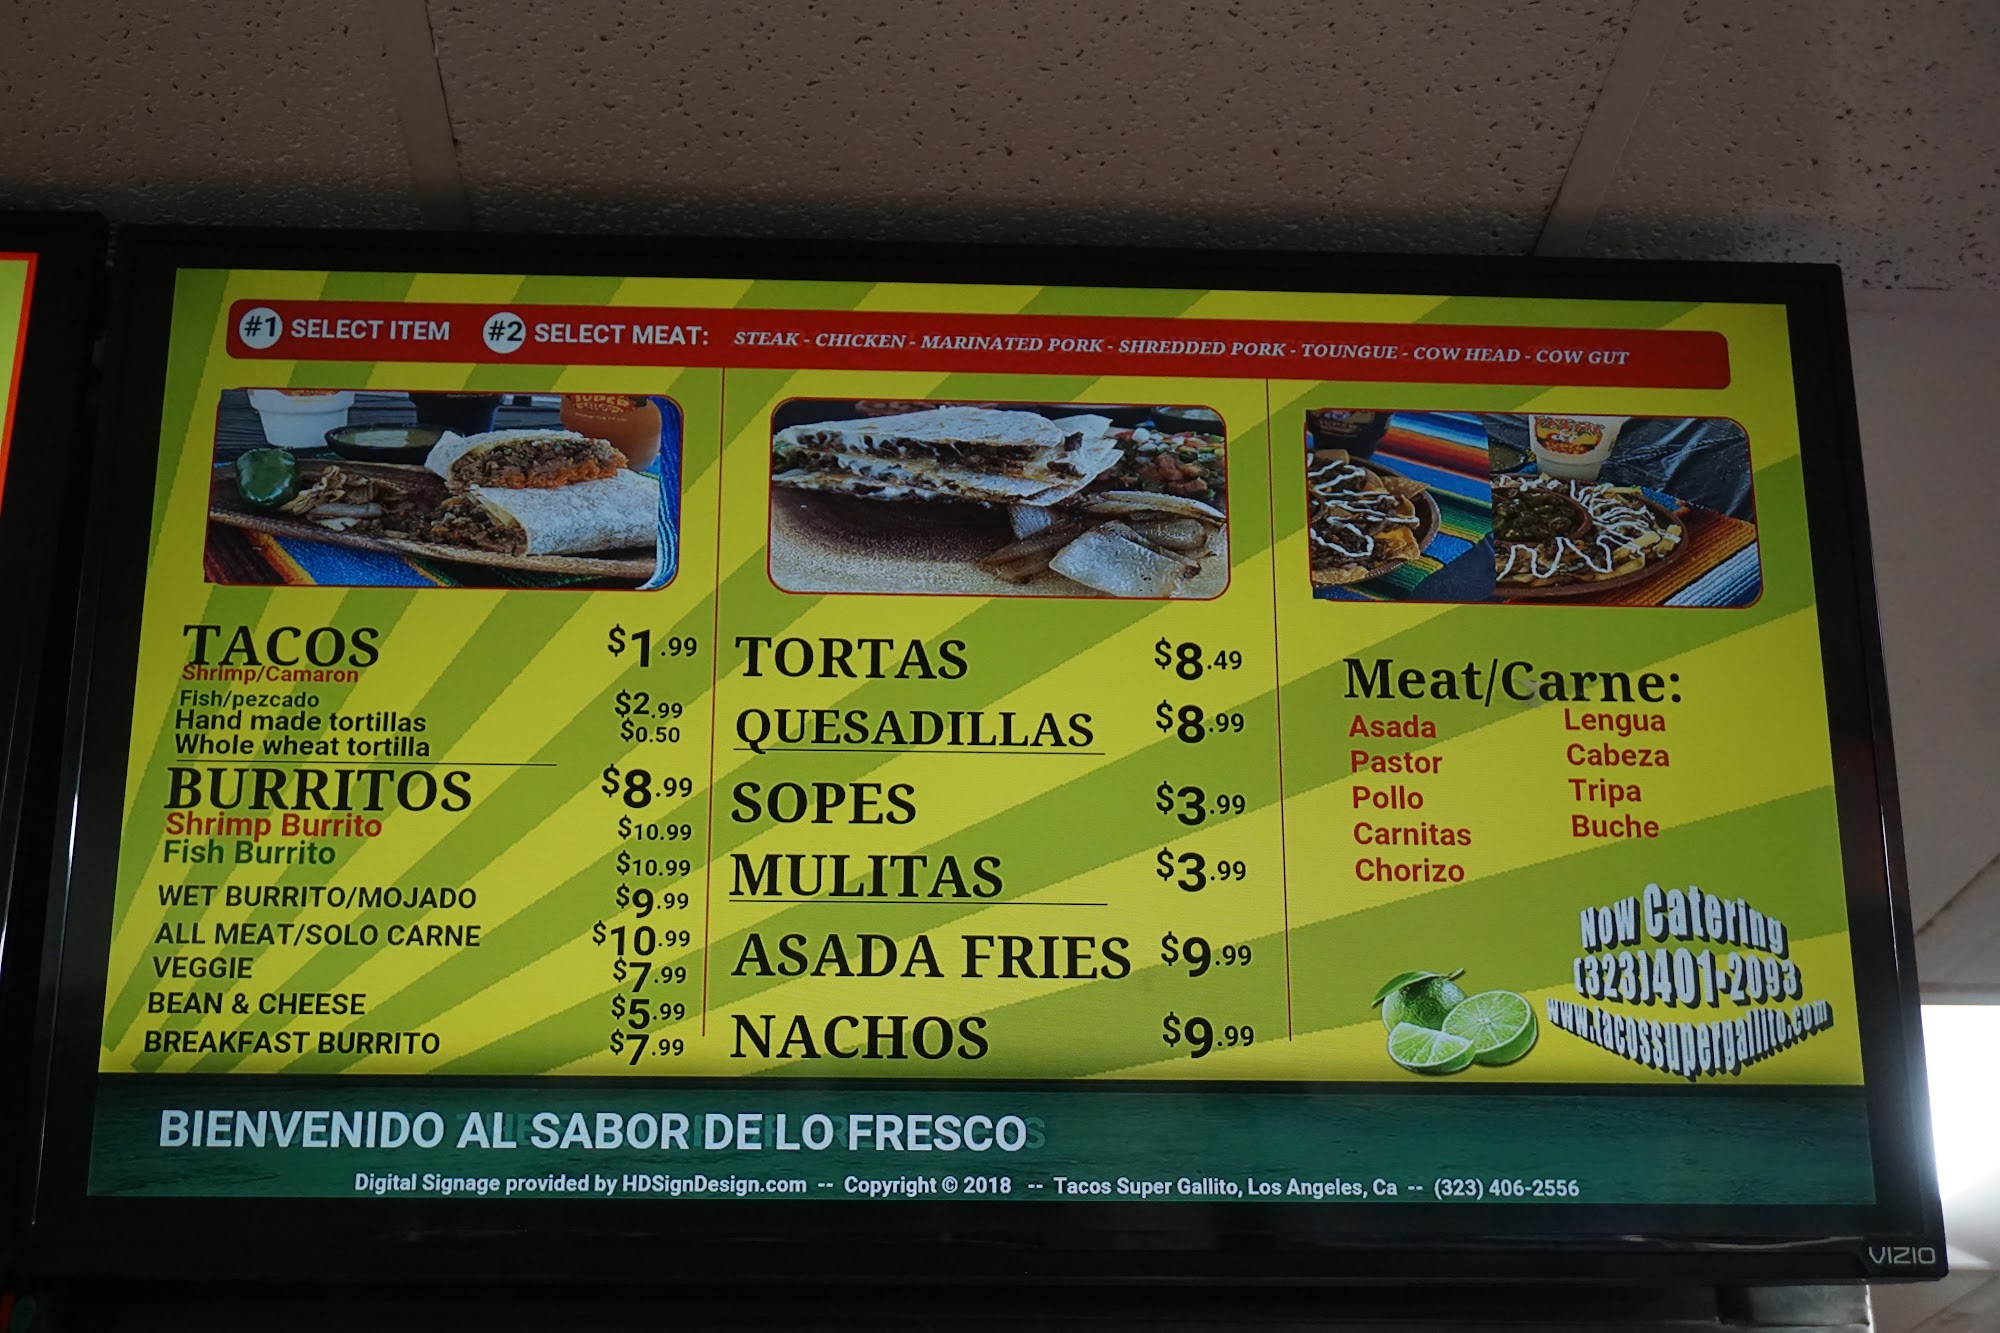 #1 SELECT ITEM #2 SELECT MEAT: STEAK - CHICKEN - MARINATED PORK - SHREDDED PORK - TOUNGUE - COW HEAD - COW GUT
TACOS $1.99
Shrimp/Camaron
Fish/pezcado $2.99
Hand made tortillas $0.50
Whole wheat tortilla
BURRITOS $8.99
Shrimp Burrito $10.99
Fish Burrito $10.99
WET BURRITO/MOJADO $9.99
ALL MEAT/SOLO CARNE $10.99
VEGGIE $7.99
BEAN & CHEESE $5.99
BREAKFAST BURRITO $7.99
TORTAS $8.49
QUESADILLAS $8.99
SOPES $3.99
MULITAS $3.99
ASADA FRIES $9.99
NACHOS $9.99
Meat/Carne:
Asada
Pastor
Pollo
Carnitas
Chorizo
Lengua
Cabeza
Tripa
Buche
Now Catering
(323)401-2093
www.tacossupergallito.com
BIENVENIDO AL SABOR DE LO FRESCO
Digital Signage provided by HDSignDesign.com -- Copyright © 2018 -- Tacos Super Gallito, Los Angeles, Ca -- (323) 406-2556
VIZIO